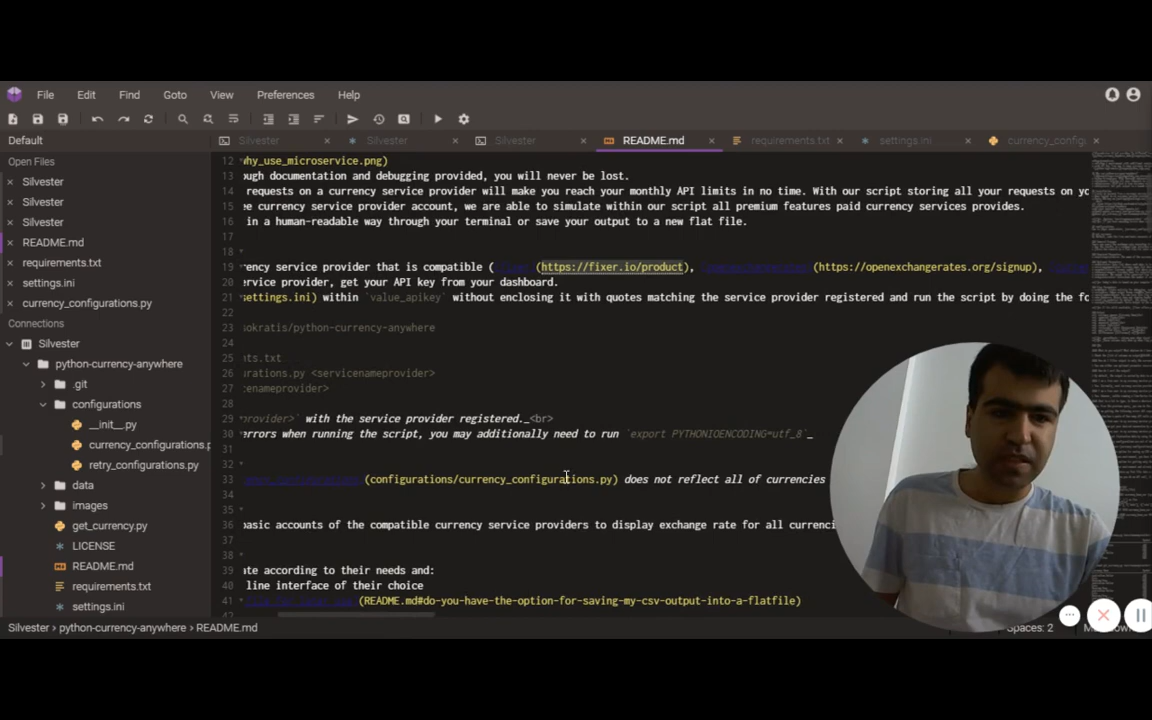 File Edit Find Goto View Preferences Help
Default
Silvester Silvester Silvester README.md requirements.txt settings.ini currency_config
Open Files
Silvester
Silvester
Silvester
README.md
requirements.txt
settings.ini
currency_configurations.py
Connections
Silvester
python-currency-anywhere
.git
configurations
__init__.py
currency_configurations.p
retry_configurations.py
data
images
get_currency.py
LICENSE
README.md
requirements.txt
settings.ini
12 why_use_microservice.png)
13 ough documentation and debugging provided, you will never be lost.
14 requests on a currency service provider will make you reach your monthly API limits in no time. With our script storing all your requests on yo
15 ee currency service provider account, we are able to simulate within our script all premium features paid currency services provides.
16 in a human-readable way through your terminal or save your output to a new flat file.
17
18
19 rency service provider that is compatible ( (https://fixer.io/product), (https://openexchangerates.org/signup),
20 ervice provider, get your API key from your dashboard.
21 settings.ini) within `value_apikey` without enclosing it with quotes matching the service provider registered and run the script by doing the fo
22
23 sokratis/python-currency-anywhere
24
25 nts.txt
26 urations.py <servicenameprovider>
27 cenameprovider>
28
29 provider>` with the service provider registered._<br>
30 errors when running the script, you may additionally need to run `export PYTHONIOENCODING=utf_8`_
31
32
33 (configurations/currency_configurations.py) does not reflect all of currencies
34
35
36 basic accounts of the compatible currency service providers to display exchange rate for all currenci
37
38
39 ate according to their needs and:
40 line interface of their choice
41 (README.md#do-you-have-the-option-for-saving-my-csv-output-into-a-flatfile)
Silvester › python-currency-anywhere › README.md
Spaces: 2